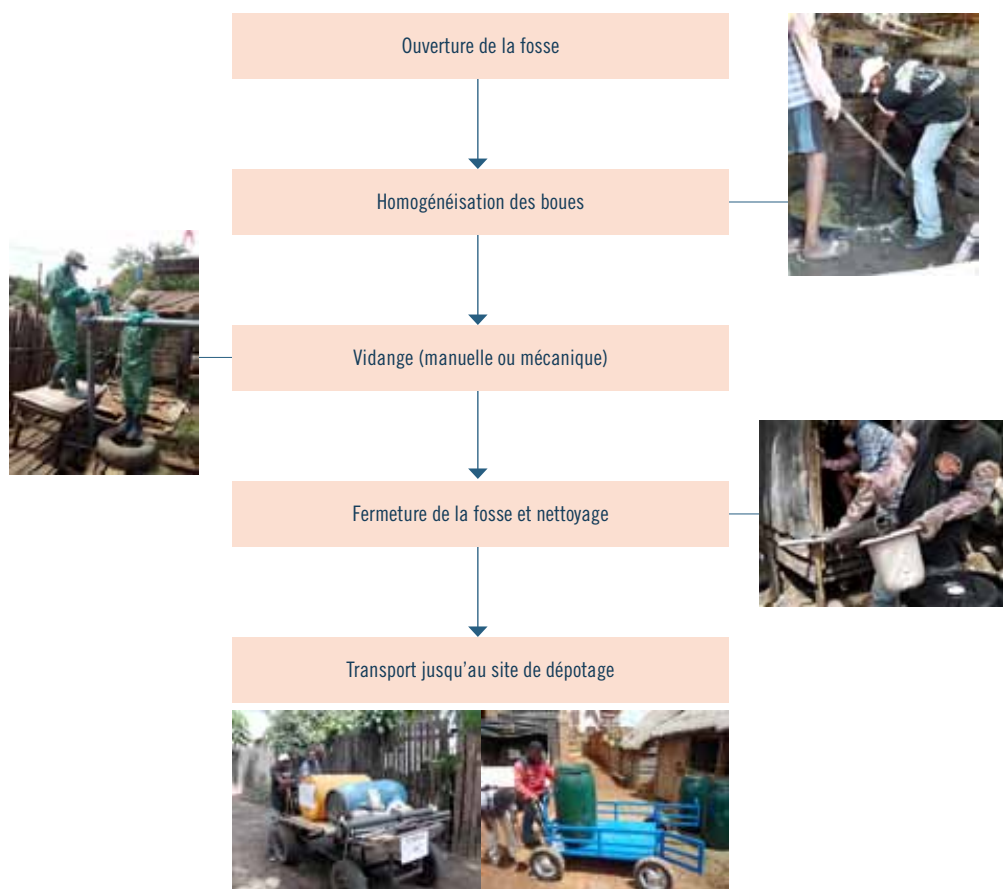 Ouverture de la fosse
Homogénéisation des boues
Vidange (manuelle ou mécanique)
Fermeture de la fosse et nettoyage
Transport jusqu’au site de dépotage